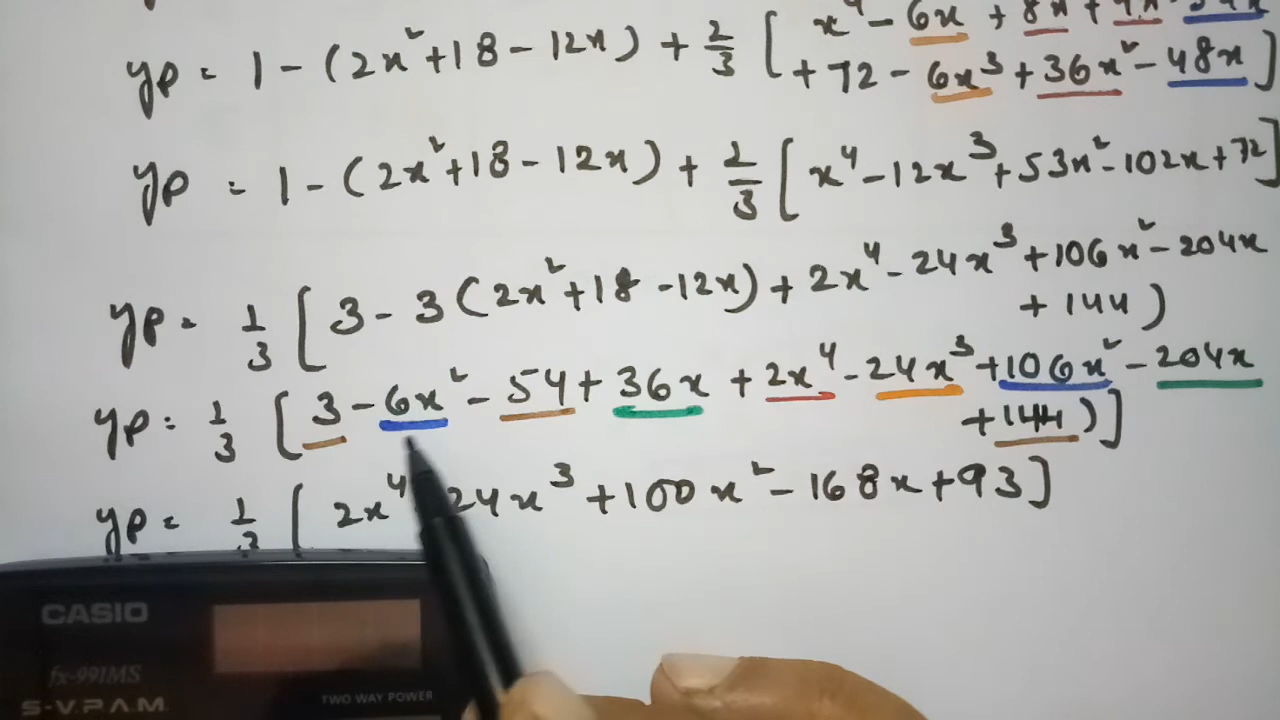 x⁴ - 6x + 8x +
yp = 1 - (2x² + 18 - 12x) + 2/3 [
+ 72 - 6x³ + 36x² - 48x ]
yp = 1 - (2x² + 18 - 12x) + 2/3 [ x⁴ - 12x³ + 53x² - 102x + 72 ]
yp = 1/3 [ 3 - 3 (2x² + 18 - 12x) + 2x⁴ - 24x³ + 106x² - 204x
+ 144 )
yp = 1/3 [ 3 - 6x² - 54 + 36x + 2x⁴ - 24x³ + 106x² - 204x
+ 144 ) ]
yp = 1/3 [ 2x⁴ 24x³ + 100x² - 168x + 93 ]
CASIO
fx-991MS
S-V.P.A.M.
TWO WAY POWER